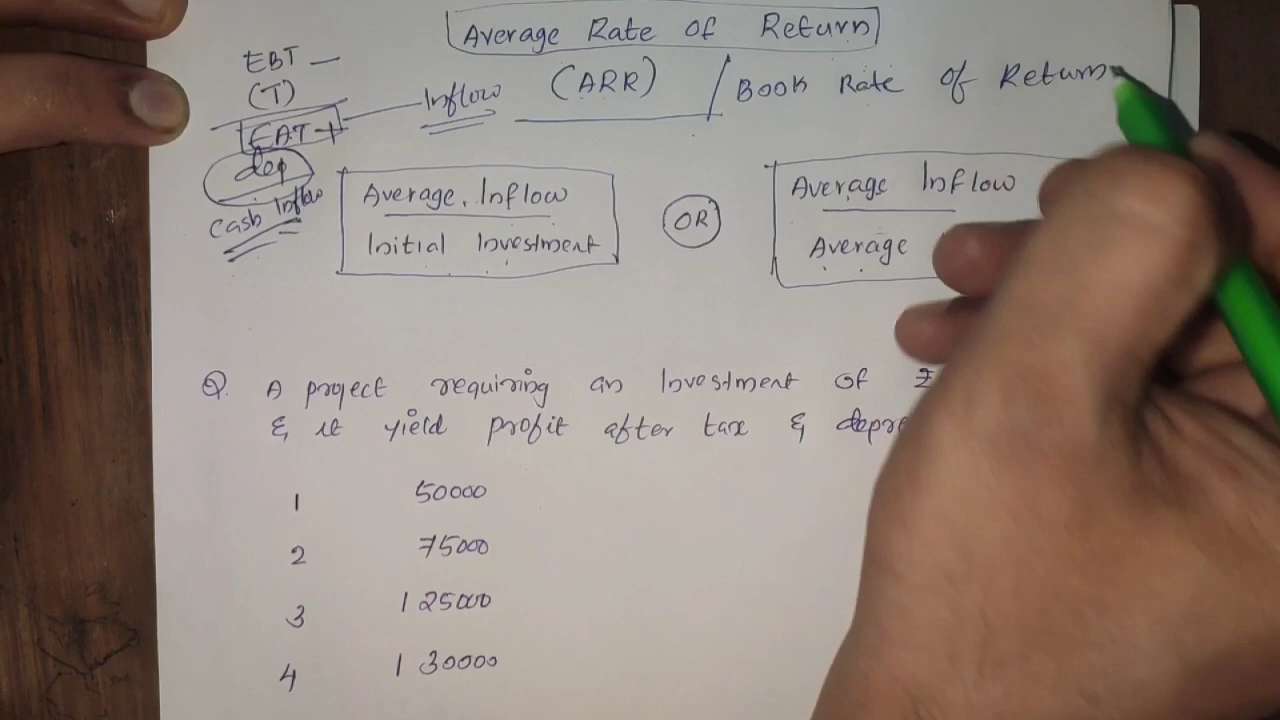 Average Rate of Return
(ARR) / Book Rate of Return
EBT —
(T)
EAT +
Inflow
dep
Cash Inflow
Average Inflow
Initial Investment
OR
Average Inflow
Average
Q. A project requiring an Investment of ₹
& it yield profit after tax &
1 50000
2 75000
3 125000
4 130000